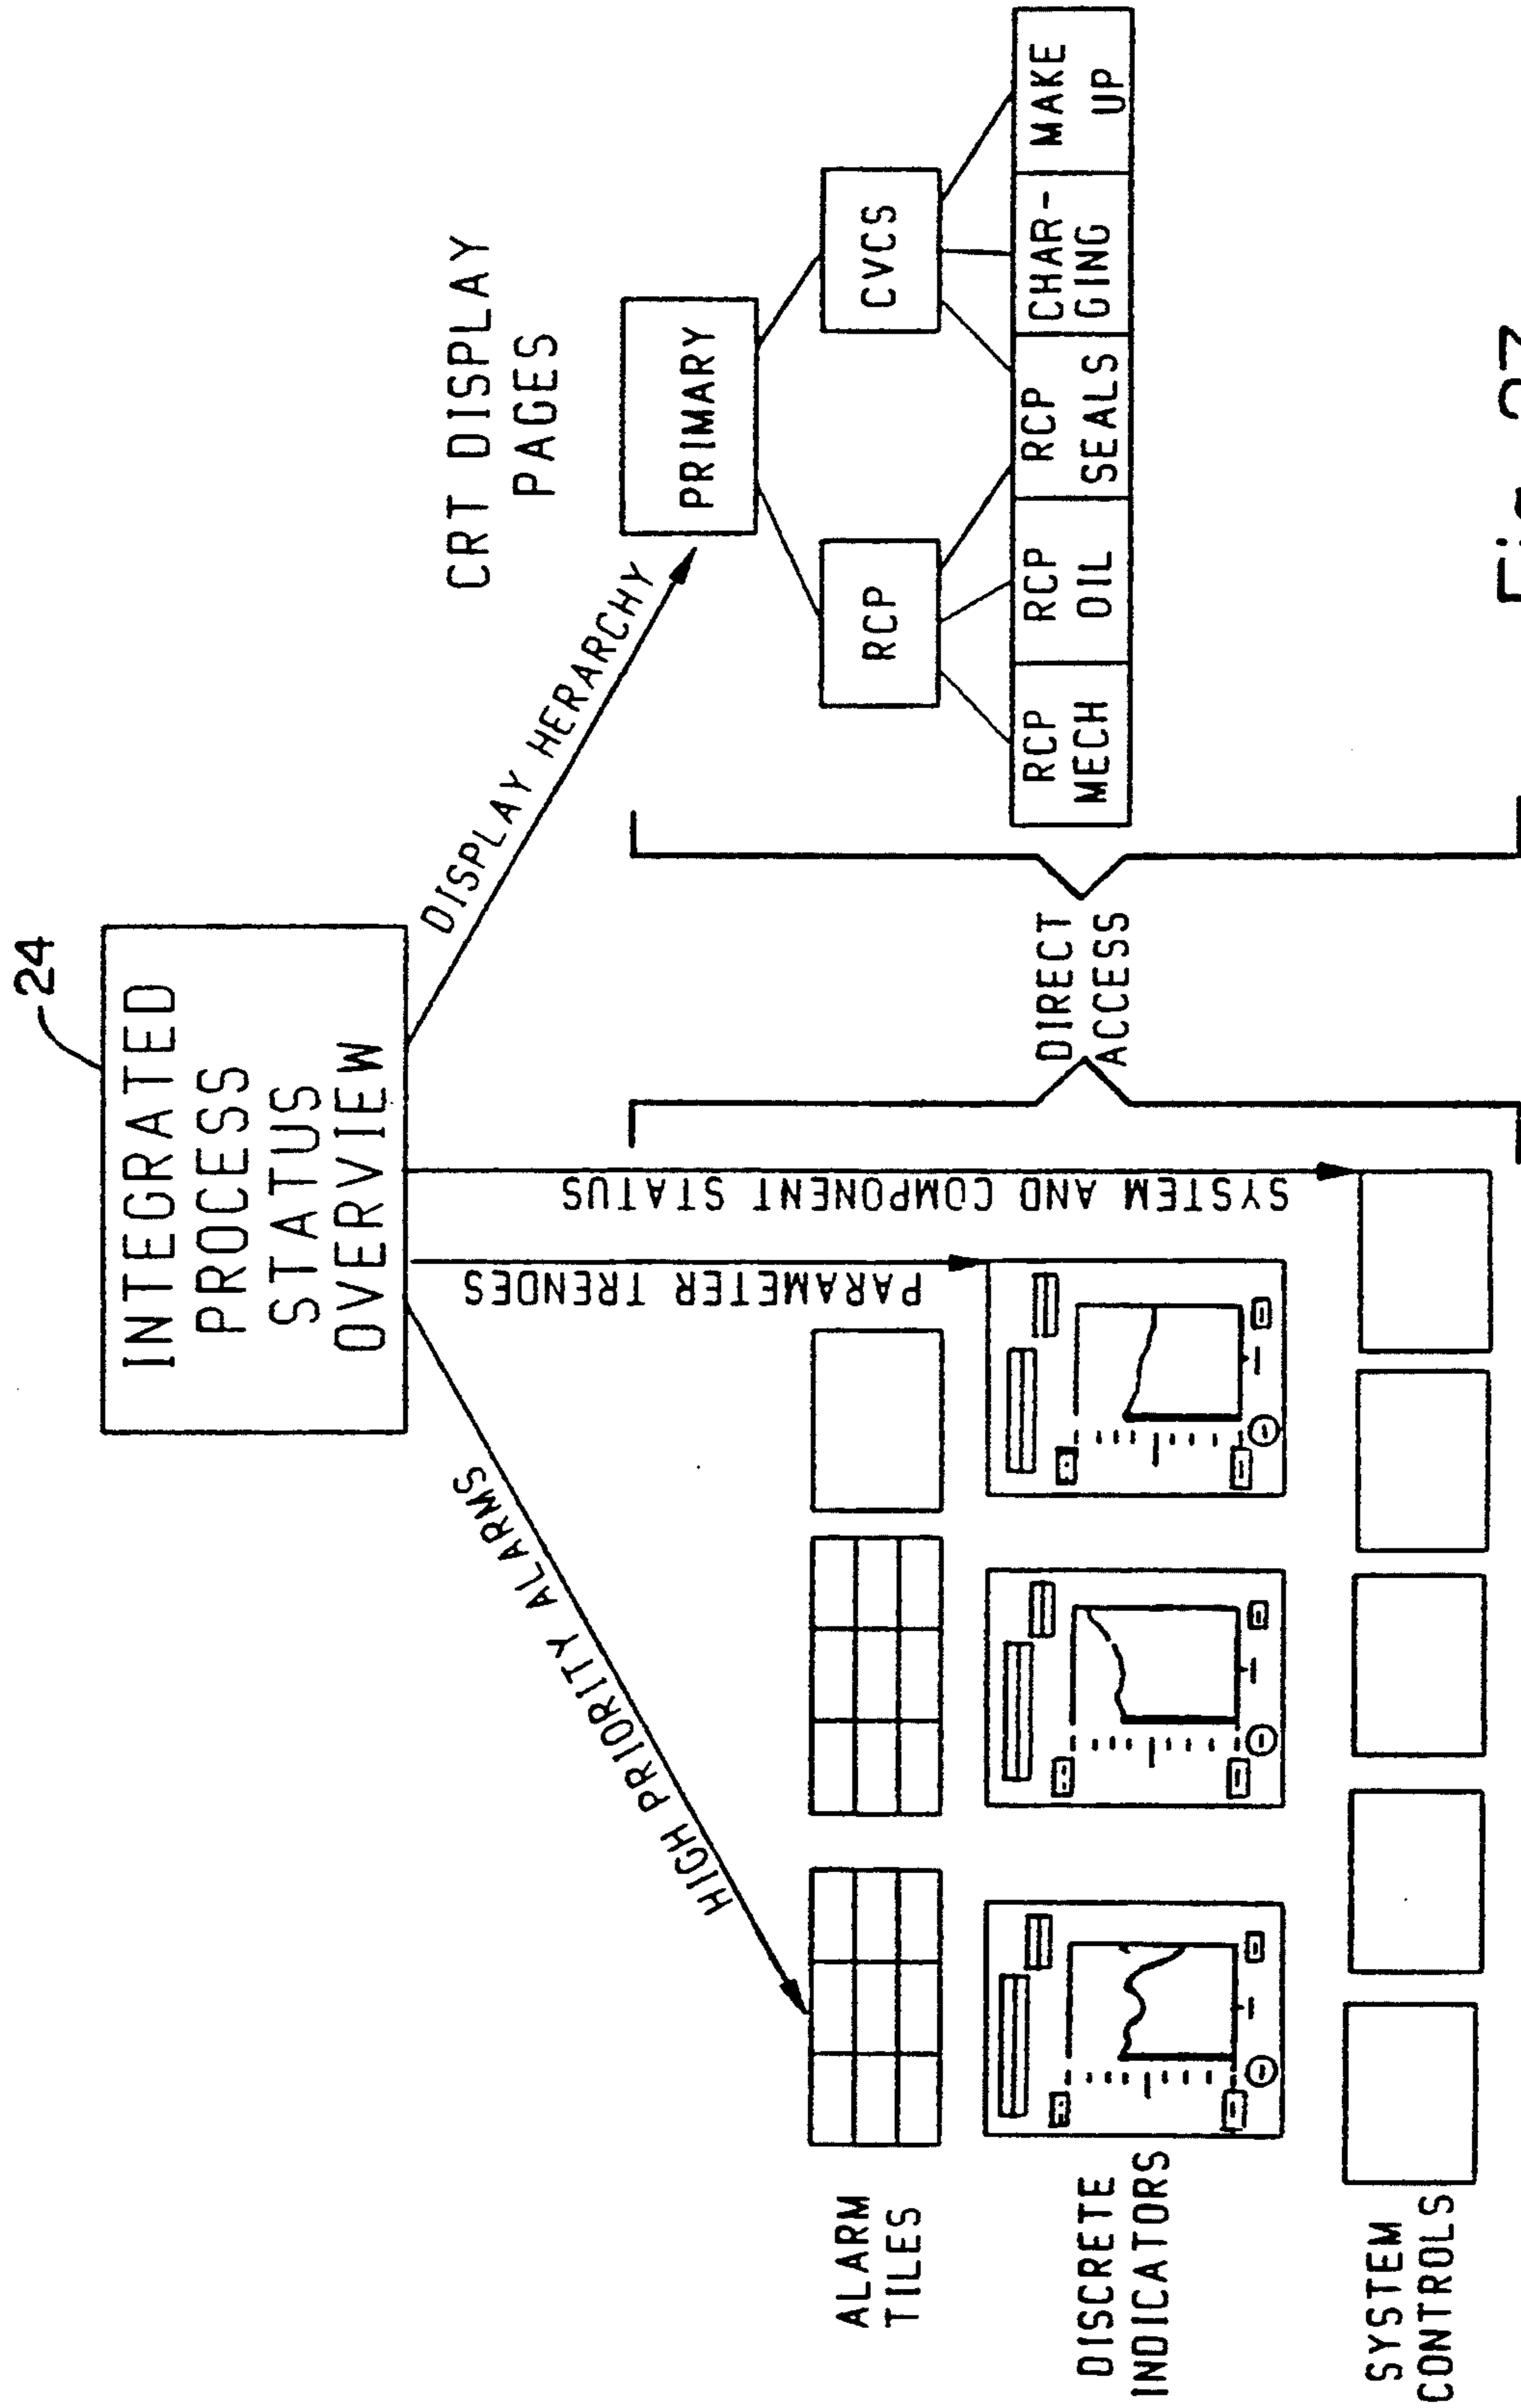 24
INTEGRATED
PROCESS
STATUS
OVERVIEW
HIGH PRIORITY ALARMS
PARAMETER TRENDES
SYSTEM AND COMPONENT STATUS
DISPLAY HERARCHY
CRT DISPLAY
PAGES
PRIMARY
RCP
CVCS
RCP
MECH
RCP
OIL
RCP
SEALS
CHAR-
GING
MAKE
UP
DIRECT
ACCESS
ALARM
TILES
DISCRETE
INDICATORS
SYSTEM
CONTROLS